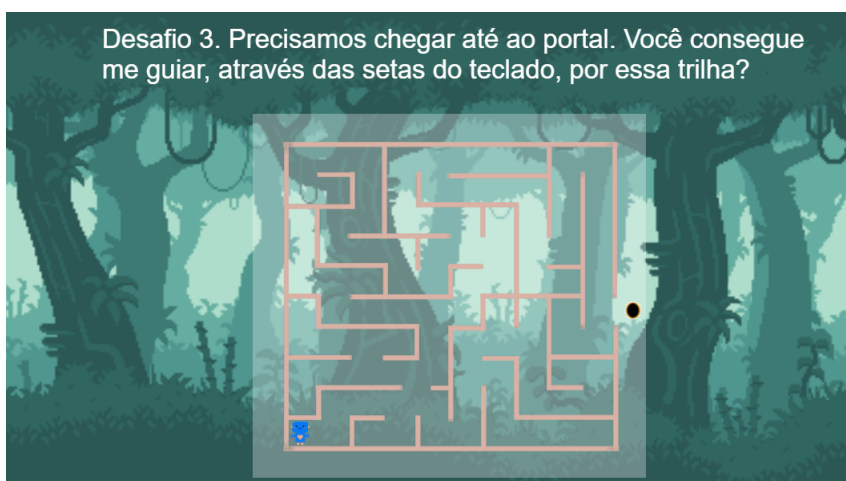 Desafio 3. Precisamos chegar até ao portal. Você consegue
me guiar, através das setas do teclado, por essa trilha?